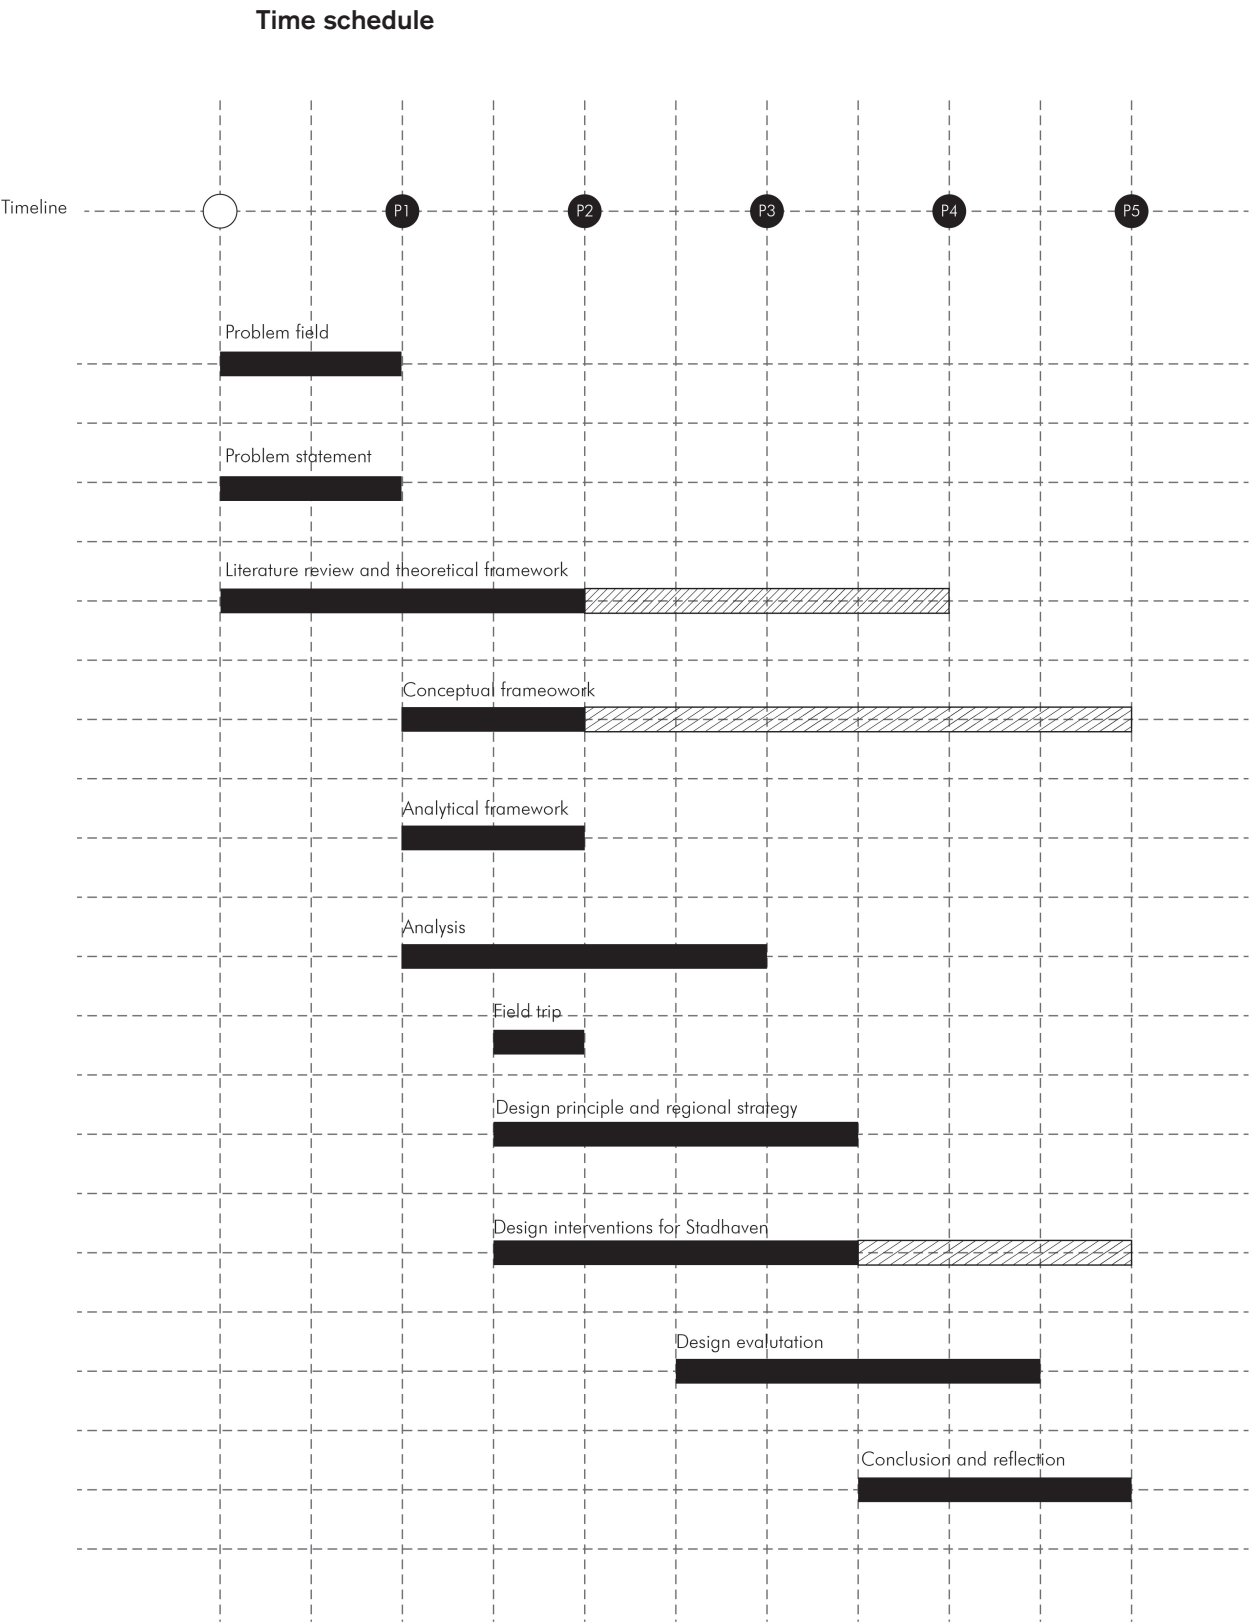 Time schedule
Timeline
P1 P2 P3 P4 P5
Problem field
Problem statement
Literature review and theoretical framework
Conceptual frameowork
Analytical framework
Analysis
Field trip
Design principle and regional strategy
Design interventions for Stadhaven
Design evalutation
Conclusion and reflection